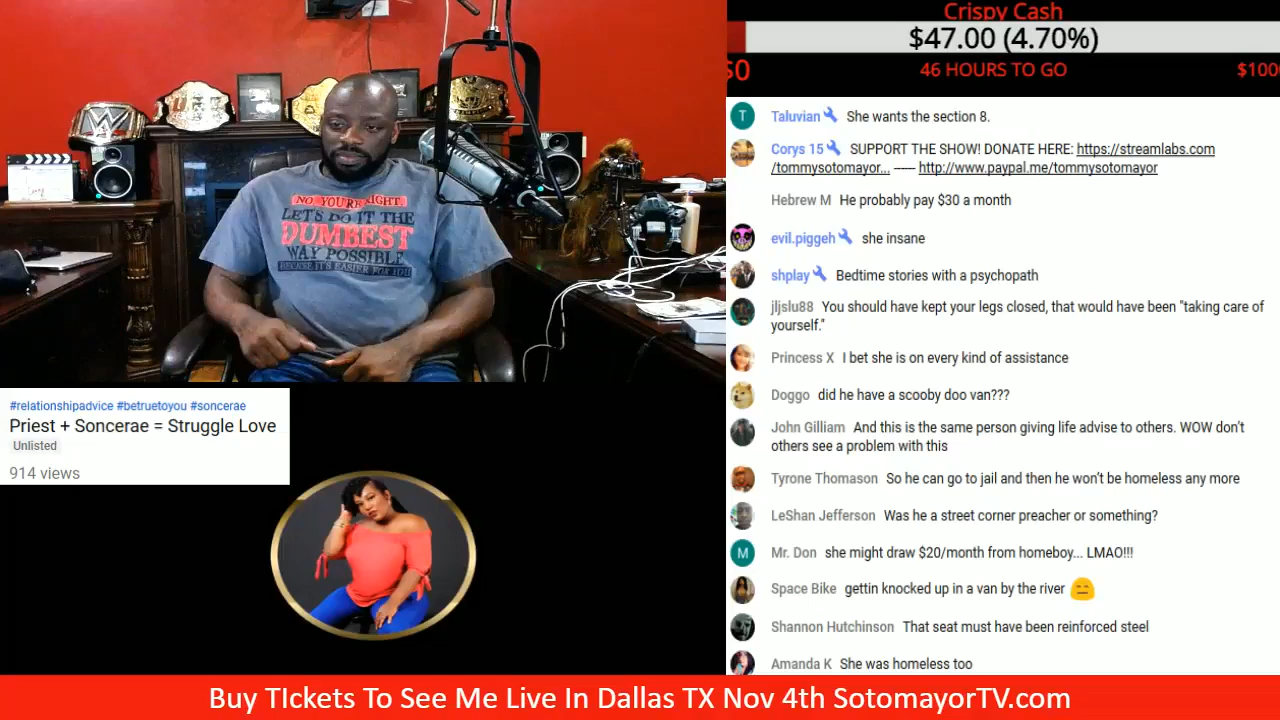 NO, YOU'RE RIGHT.
LET'S DO IT THE
DUMBEST
WAY POSSIBLE
BECAUSE IT'S EASIER FOR YOU
#relationshipadvice #betruetoyou #soncerae
Priest + Soncerae = Struggle Love
Unlisted
914 views
Crispy Cash
$47.00 (4.70%)
$0 46 HOURS TO GO $100
Taluvian She wants the section 8.
Corys 15 SUPPORT THE SHOW! DONATE HERE: https://streamlabs.com
/tommysotomayor... —— http://www.paypal.me/tommysotomayor
Hebrew M He probably pay $30 a month
evil.piggeh she insane
shplay Bedtime stories with a psychopath
jljslu88 You should have kept your legs closed, that would have been "taking care of
yourself."
Princess X I bet she is on every kind of assistance
Doggo did he have a scooby doo van???
John Gilliam And this is the same person giving life advise to others. WOW don't
others see a problem with this
Tyrone Thomason So he can go to jail and then he won't be homeless any more
LeShan Jefferson Was he a street corner preacher or something?
M Mr. Don she might draw $20/month from homeboy... LMAO!!!
Space Bike gettin knocked up in a van by the river
Shannon Hutchinson That seat must have been reinforced steel
Amanda K She was homeless too
Buy TIckets To See Me Live In Dallas TX Nov 4th SotomayorTV.com